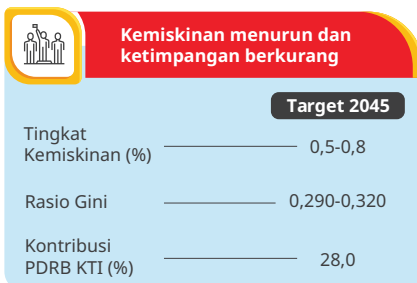 Kemiskinan menurun dan
ketimpangan berkurang
Target 2045
Tingkat
Kemiskinan (%) 0,5-0,8
Rasio Gini 0,290-0,320
Kontribusi
PDRB KTI (%) 28,0